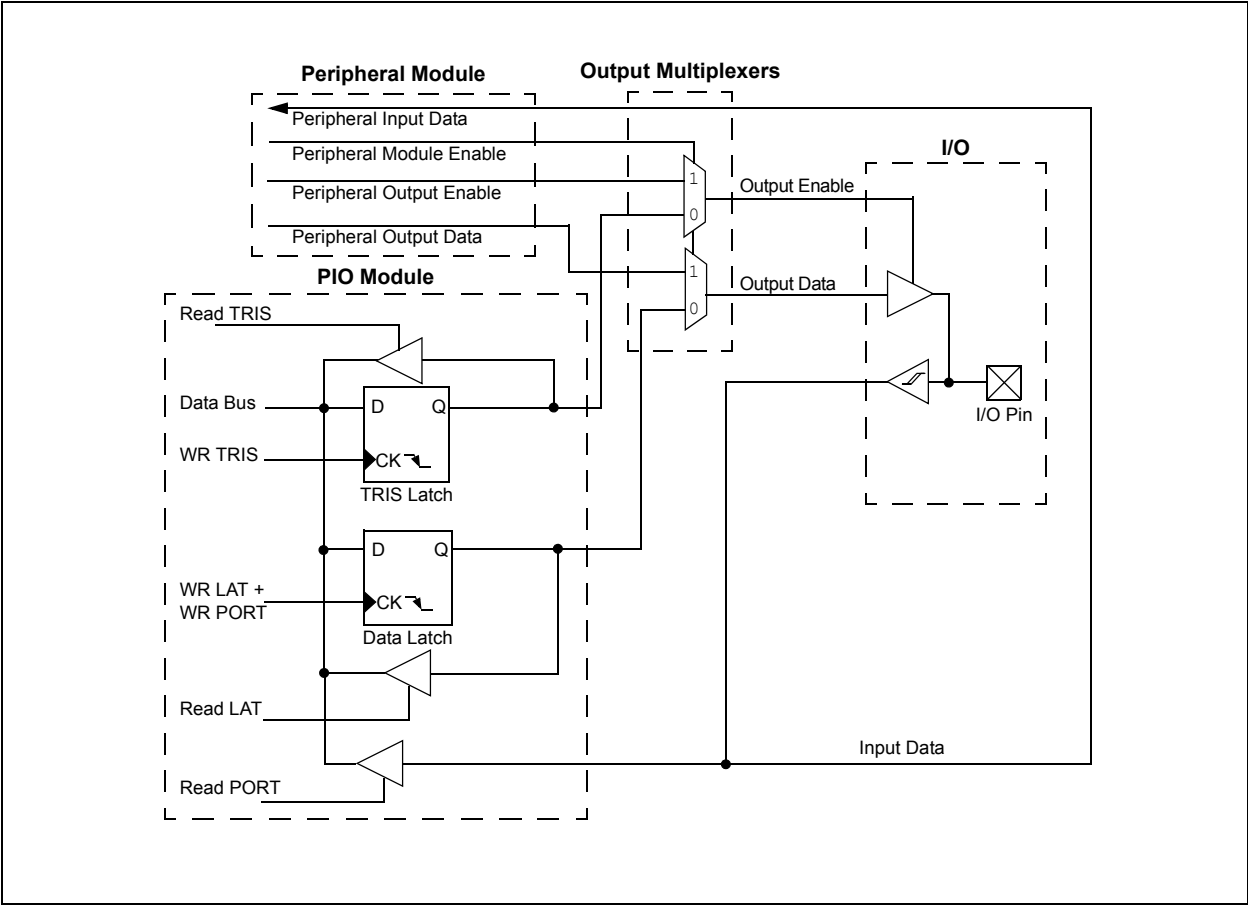 Peripheral Module
Output Multiplexers
Peripheral Input Data
Peripheral Module Enable
Peripheral Output Enable
Peripheral Output Data
1
0
1
0
Output Enable
Output Data
I/O
I/O Pin
PIO Module
Read TRIS
Data Bus
D
Q
WR TRIS
CK
TRIS Latch
D
Q
WR LAT +
WR PORT
CK
Data Latch
Read LAT
Read PORT
Input Data